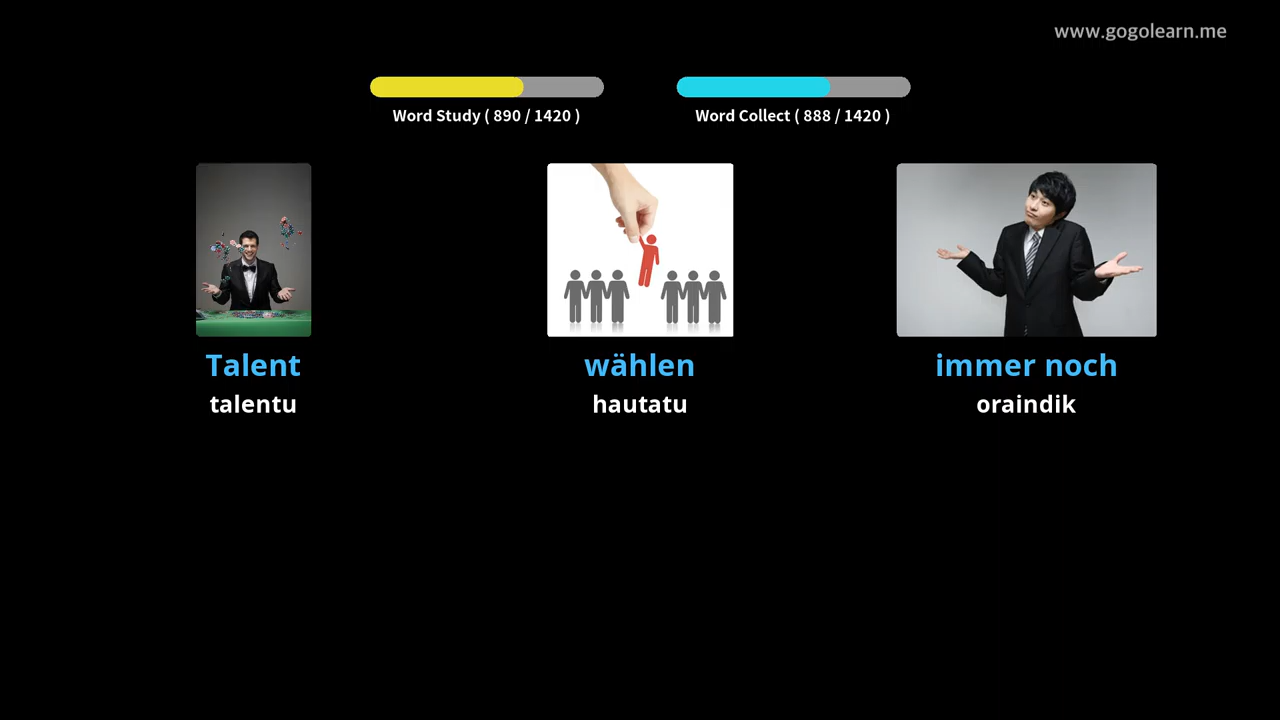 www.gogolearn.me
Word Study ( 890 / 1420 )
Word Collect ( 888 / 1420 )
Talent
talentu
wählen
hautatu
immer noch
oraindik